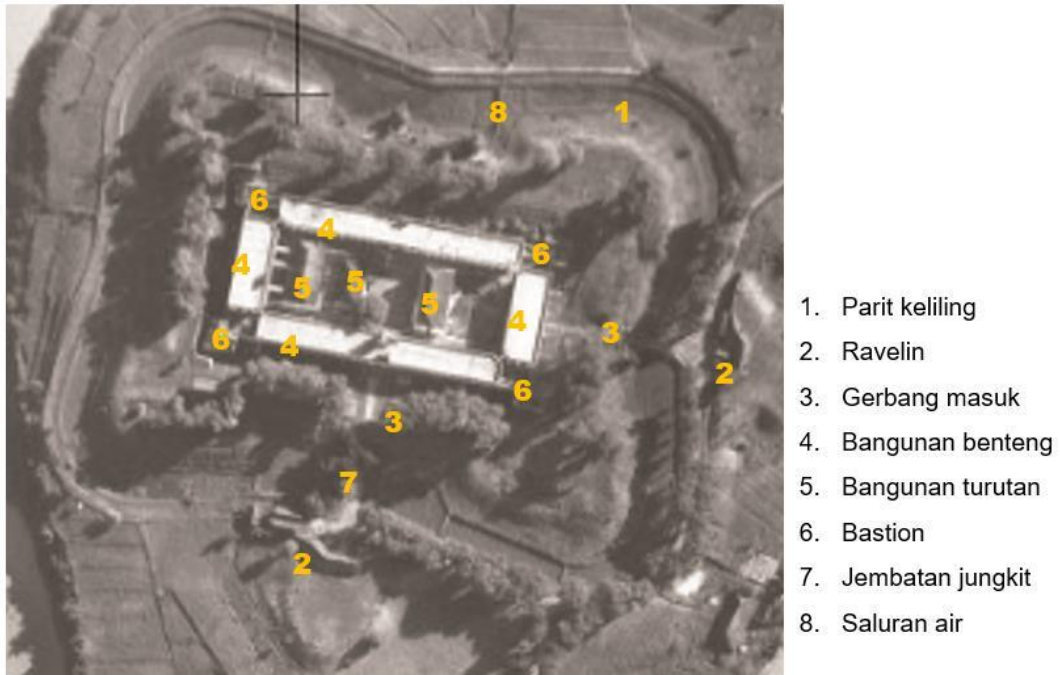 8 1
6
4
6
4
5
5
5
4
3
6
4
2
6
3
7
2
1. Parit keliling
2. Ravelin
3. Gerbang masuk
4. Bangunan benteng
5. Bangunan turutan
6. Bastion
7. Jembatan jungkit
8. Saluran air